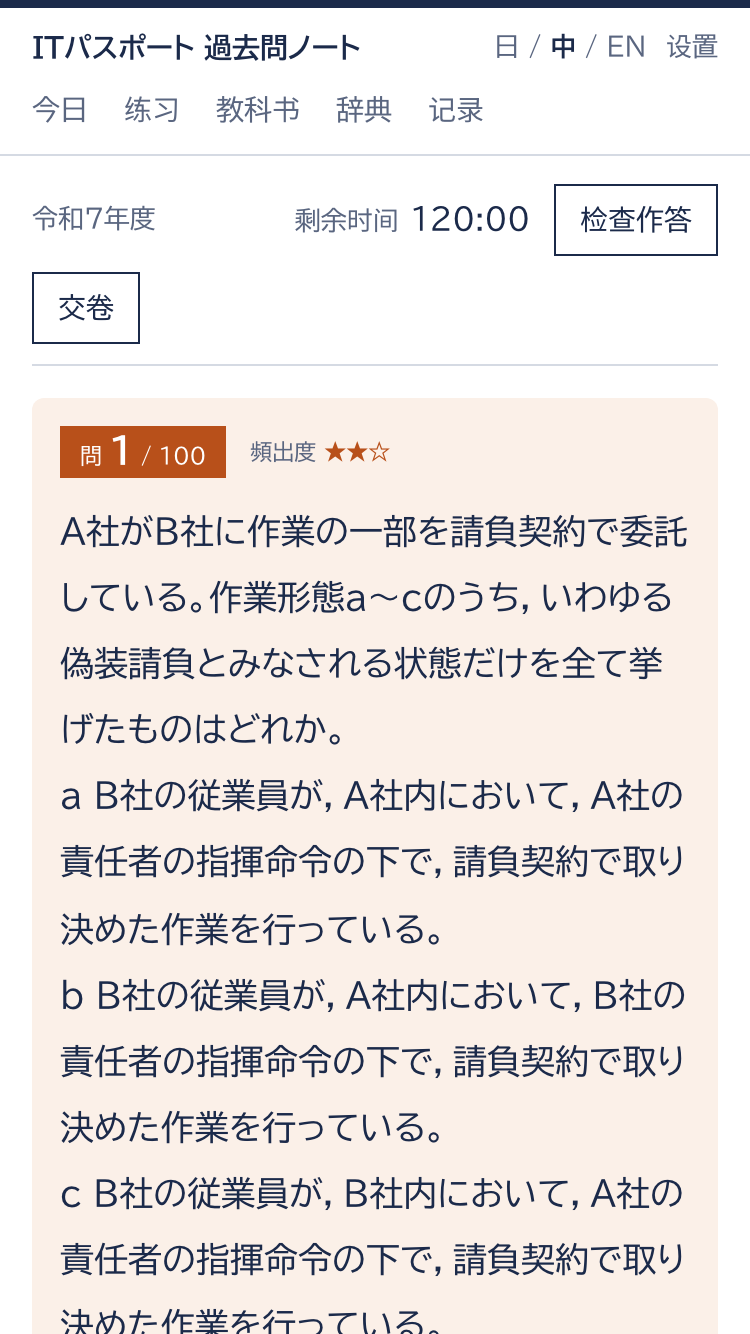 ITパスポート 過去問ノート
日 / 中 / EN 设置
今日 练习 教科书 辞典 记录
令和7年度 剩余时间 120:00 检查作答
交卷
問 1 / 100 頻出度 ★★☆
A社がB社に作業の一部を請負契約で委託
している。作業形態a～cのうち，いわゆる
偽装請負とみなされる状態だけを全て挙
げたものはどれか。
a B社の従業員が，A社内において，A社の
責任者の指揮命令の下で，請負契約で取り
決めた作業を行っている。
b B社の従業員が，A社内において，B社の
責任者の指揮命令の下で，請負契約で取り
決めた作業を行っている。
c B社の従業員が，B社内において，A社の
責任者の指揮命令の下で，請負契約で取り
決めた作業を行っている。